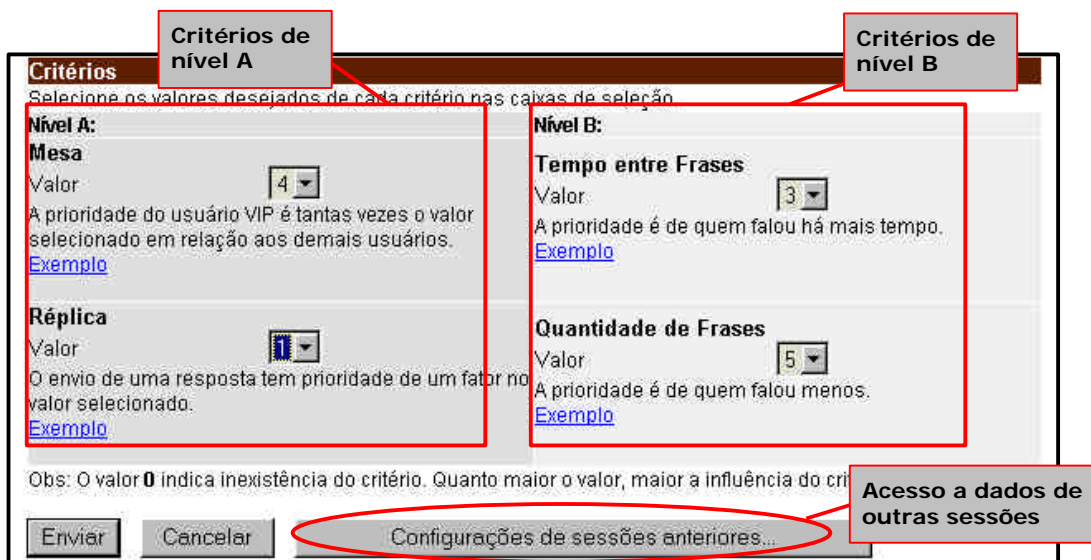 Critérios de
nível A
Critérios de
nível B
Critérios
Selecione os valores desejados de cada critério nas caixas de seleção
Nível A:
Mesa
Valor 4
A prioridade do usuário VIP é tantas vezes o valor
selecionado em relação aos demais usuários.
Exemplo
Réplica
Valor 1
O envio de uma resposta tem prioridade de um fator no
valor selecionado.
Exemplo
Nível B:
Tempo entre Frases
Valor 3
A prioridade é de quem falou há mais tempo.
Exemplo
Quantidade de Frases
Valor 5
A prioridade é de quem falou menos.
Exemplo
Obs: O valor 0 indica inexistência do critério. Quanto maior o valor, maior a influência do cri
Acesso a dados de
outras sessões
Enviar Cancelar Configurações de sessões anteriores...